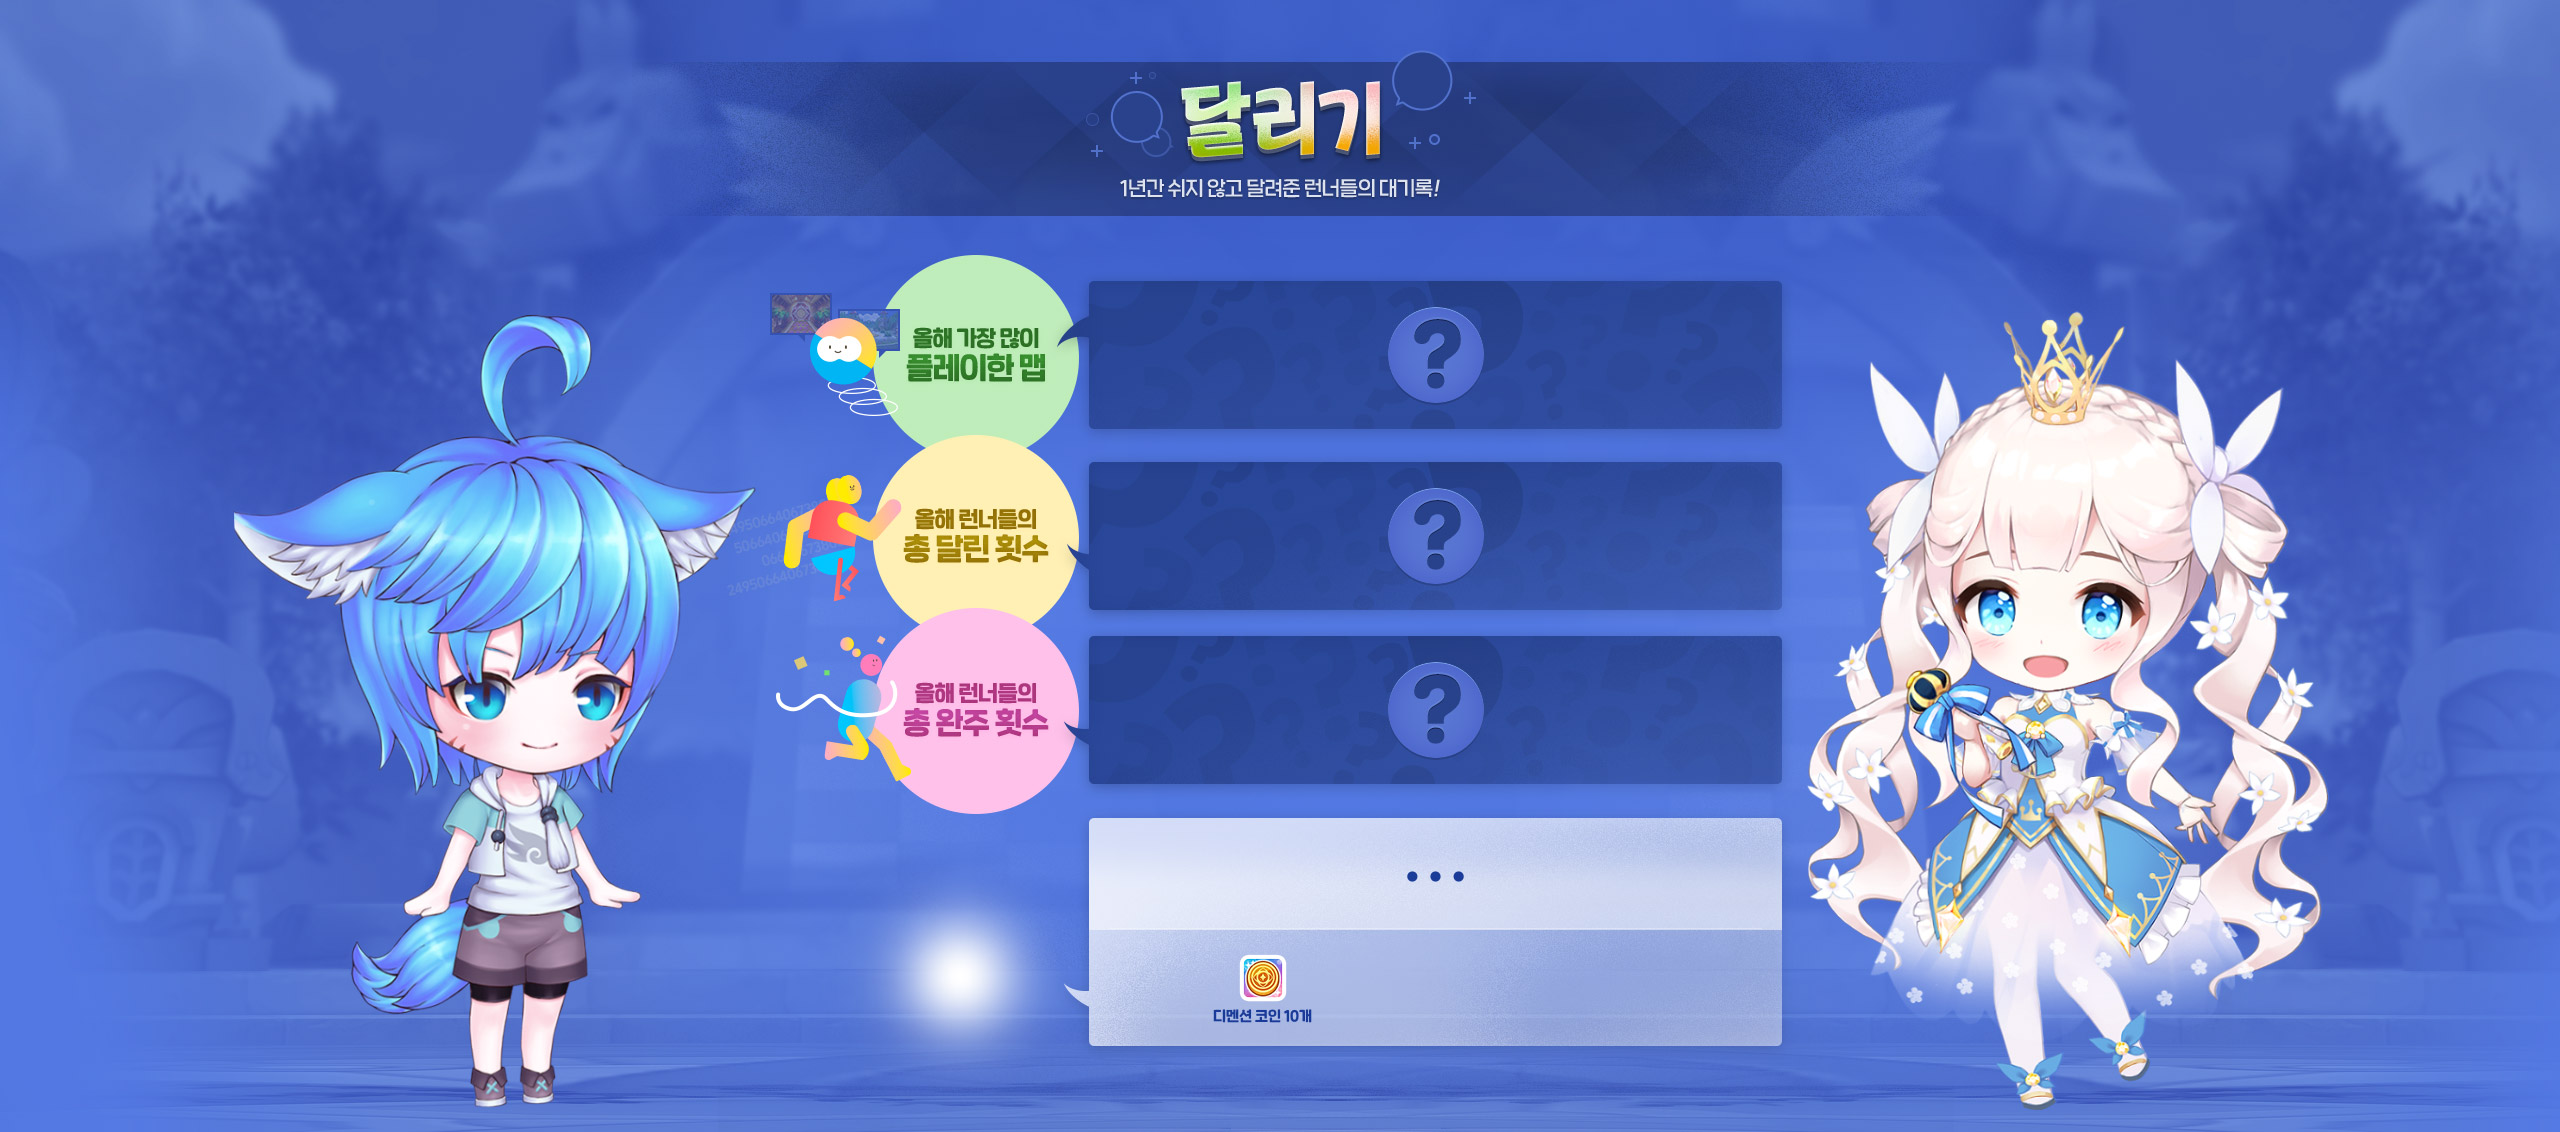 달리기
1년간 쉬지 않고 달려준 런너들의 대기록!
올해 가장 많이
플레이한 맵
?
올해 런너들의
총 달린 횟수
?
올해 런너들의
총 완주 횟수
?
...
디멘션 코인 10개